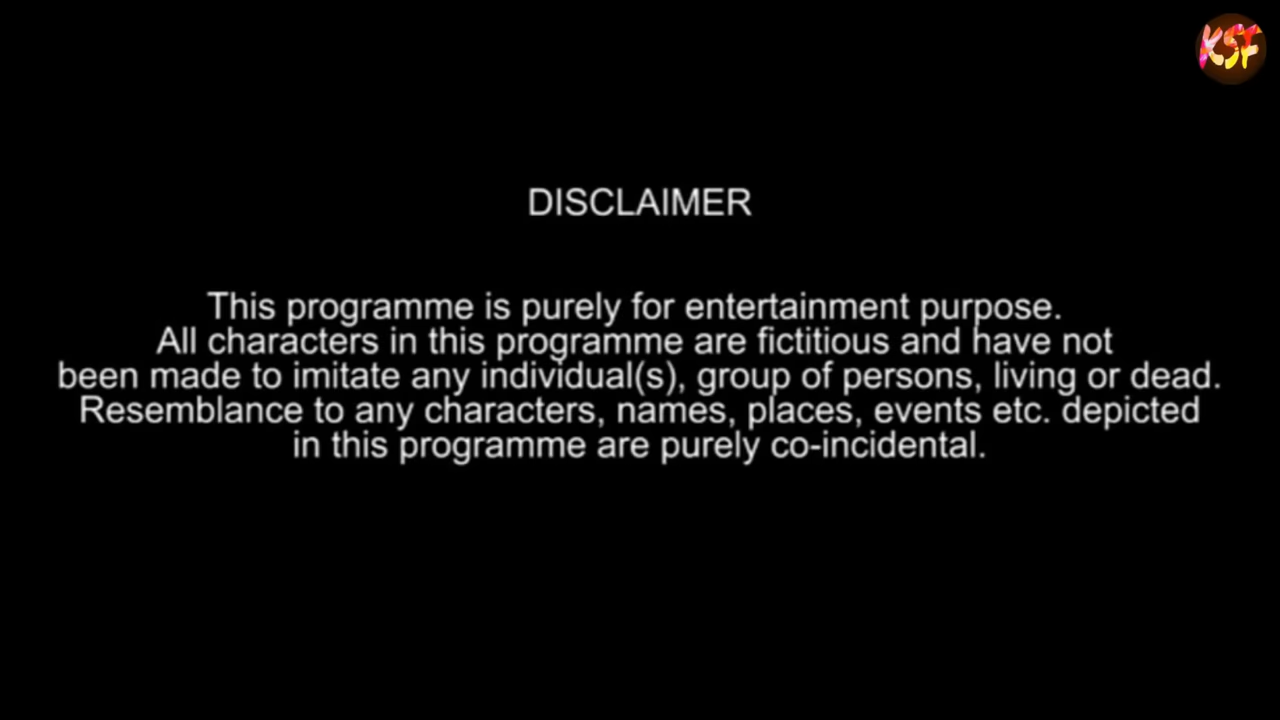 KSF
DISCLAIMER
This programme is purely for entertainment purpose.
All characters in this programme are fictitious and have not
been made to imitate any individual(s), group of persons, living or dead.
Resemblance to any characters, names, places, events etc. depicted
in this programme are purely co-incidental.